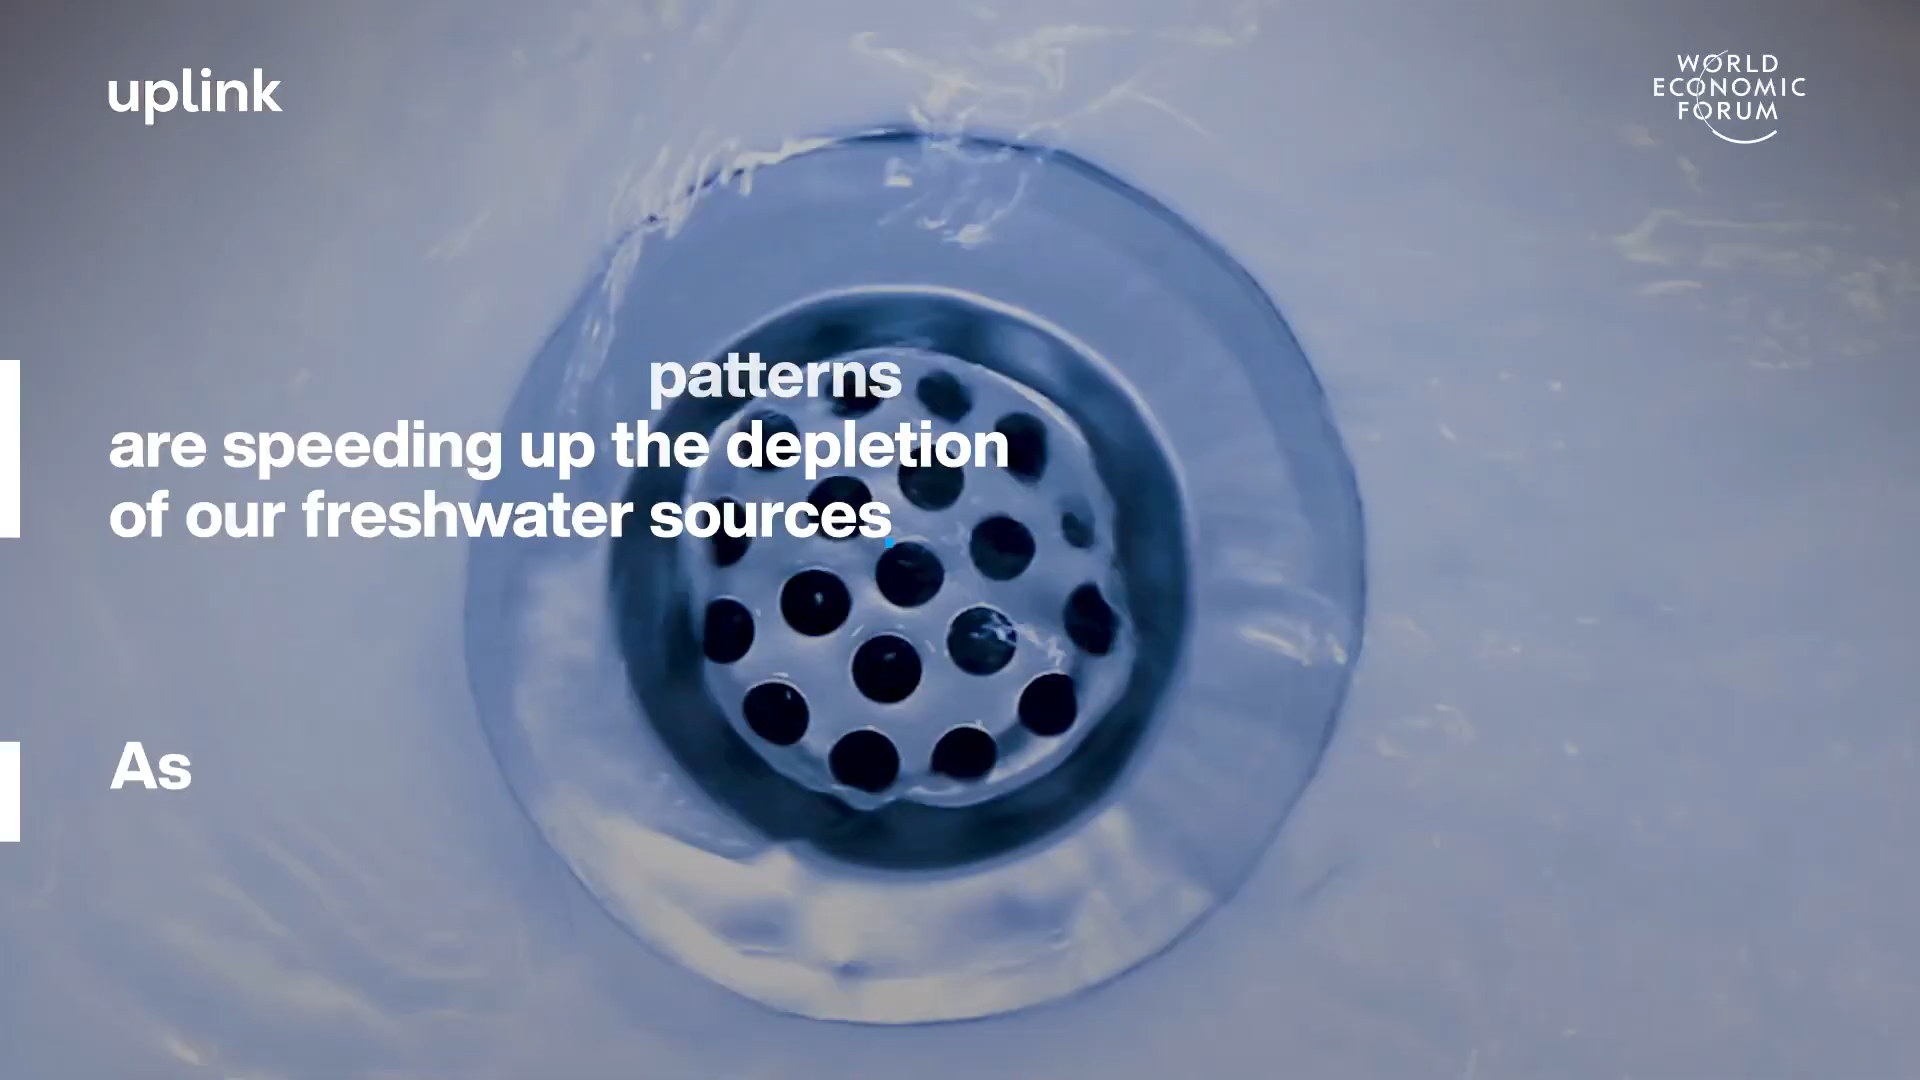 uplink
WORLD
ECONOMIC
FORUM
patterns
are speeding up the depletion
of our freshwater sources
As